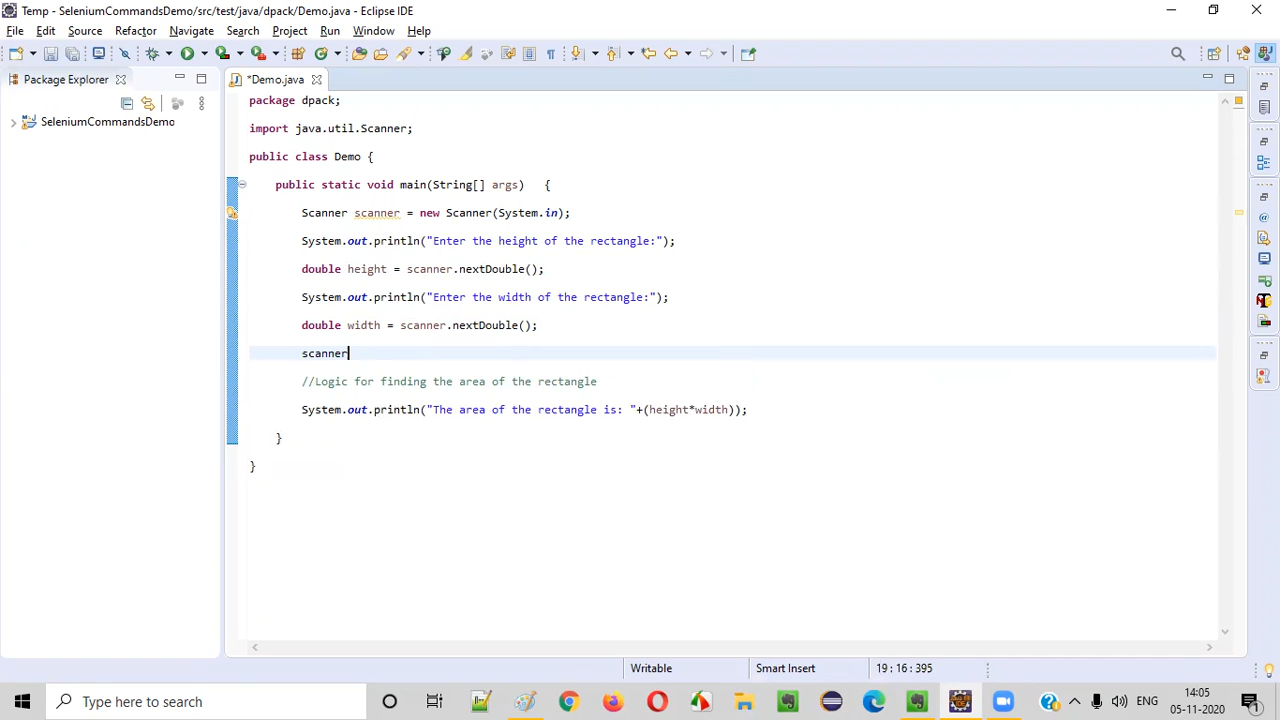 Temp - SeleniumCommandsDemo/src/test/java/dpack/Demo.java - Eclipse IDE
File Edit Source Refactor Navigate Search Project Run Window Help
Package Explorer
*Demo.java
SeleniumCommandsDemo
package dpack;
import java.util.Scanner;
public class Demo {
public static void main(String[] args) {
Scanner scanner = new Scanner(System.in);
System.out.println("Enter the height of the rectangle:");
double height = scanner.nextDouble();
System.out.println("Enter the width of the rectangle:");
double width = scanner.nextDouble();
scanner
//Logic for finding the area of the rectangle
System.out.println("The area of the rectangle is: "+(height*width));
}
}
Writable Smart Insert 19 : 16 : 395
Type here to search
ENG
14:05
05-11-2020